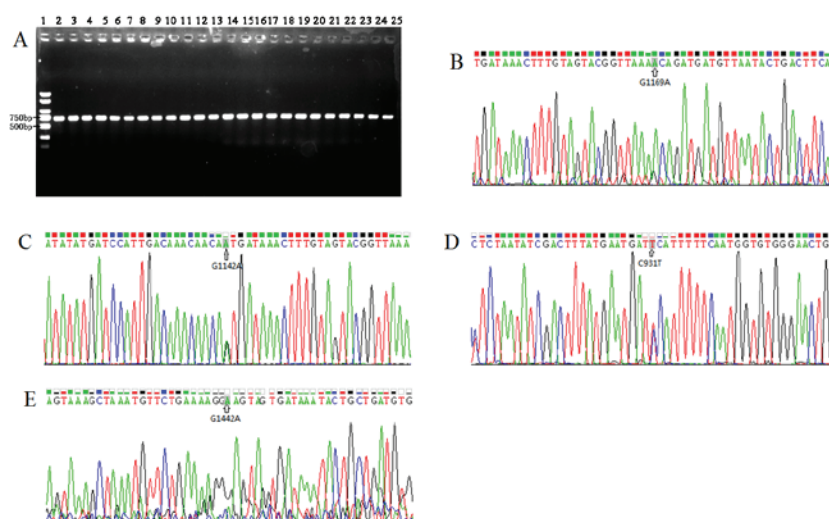 1 2 3 4 5 6 7 8 9 10 11 12 13 14 15 16 17 18 19 20 21 22 23 24 25
A
750bp
500bp
B
TGATAAACTTTGTAGTACGGTTAAAACAGATGATGTTAATACTGACTTCA
G1169A
C
ATATATGATCCATTGACAAACAACAATGATAAACTTTGTAGTACGGTTAAA
G1142A
D
CTCTAATATCGACTTTATGAATGATTCATTTTTCAATGGTGTGGGAACTG
C931T
E
AGTAAAGCTAAATGTTCTGAAAAGGAAGTAGTGATAAATACTGCTGATGTG
G1442A